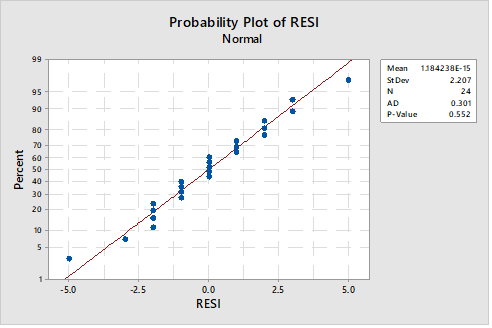 Probability Plot of RESI
Normal
Mean 1.184238E-15
StDev 2.207
N 24
AD 0.301
P-Value 0.552
Percent
99
95
90
80
70
60
50
40
30
20
10
5
1
-5.0 -2.5 0.0 2.5 5.0
RESI